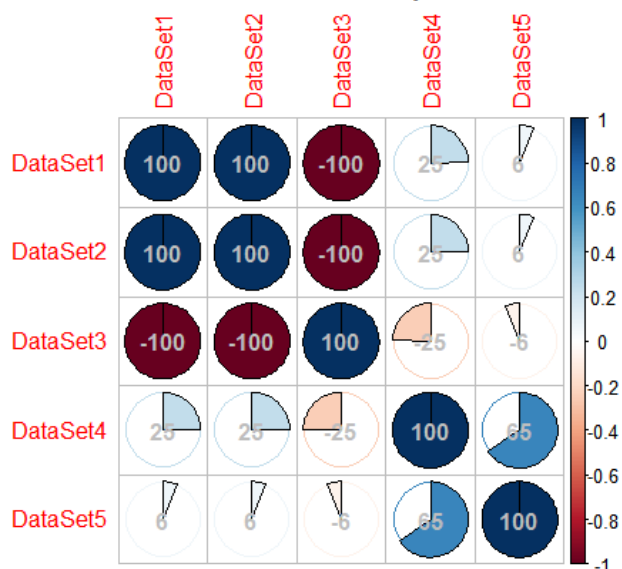 DataSet1 DataSet2 DataSet3 DataSet4 DataSet5
DataSet1 100 100 -100 25 6
DataSet2 100 100 -100 25 6
DataSet3 -100 -100 100 -25 -6
DataSet4 25 25 -25 100 65
DataSet5 6 6 -6 65 100
1
0.8
0.6
0.4
0.2
0
-0.2
-0.4
-0.6
-0.8
-1